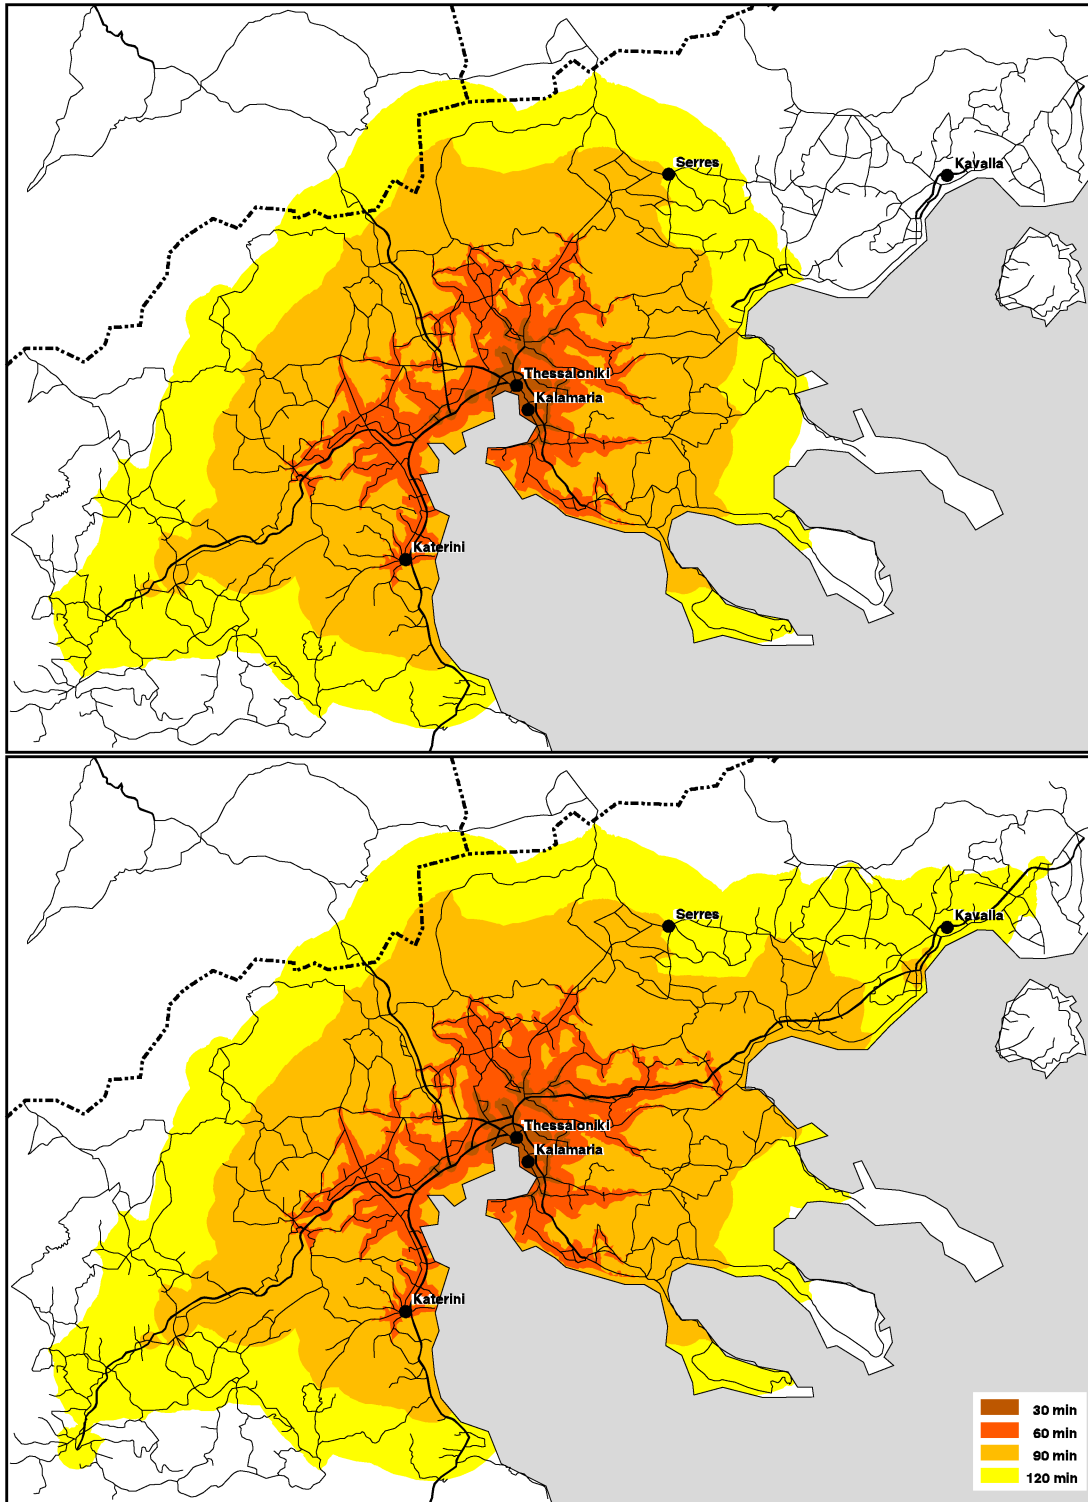 Serres
Kavalla
Thessaloniki
Kalamaria
Katerini
Serres
Kavalla
Thessaloniki
Kalamaria
Katerini
30 min
60 min
90 min
120 min